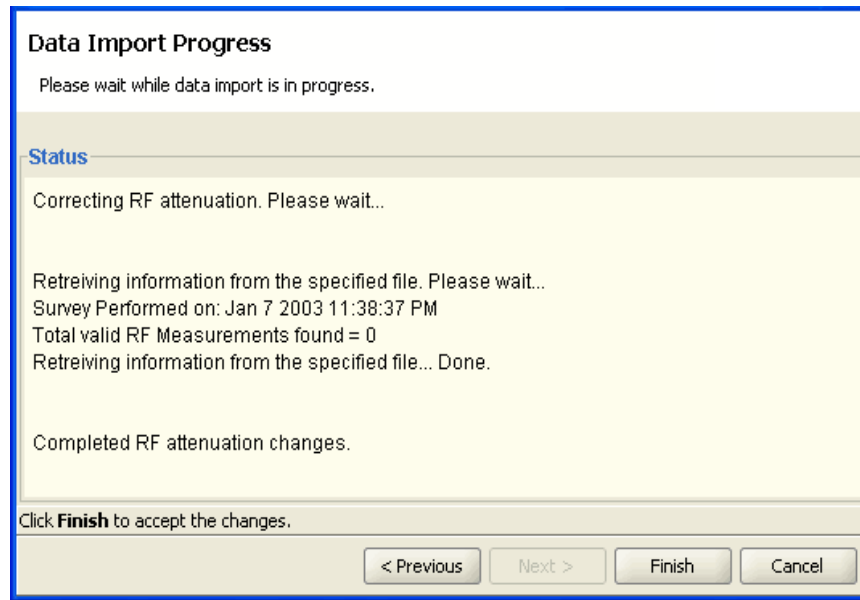 Data Import Progress
Please wait while data import is in progress.
Status
Correcting RF attenuation. Please wait...
Retreiving information from the specified file. Please wait...
Survey Performed on: Jan 7 2003 11:38:37 PM
Total valid RF Measurements found = 0
Retreiving information from the specified file... Done.
Completed RF attenuation changes.
Click Finish to accept the changes.
< Previous Next > Finish Cancel